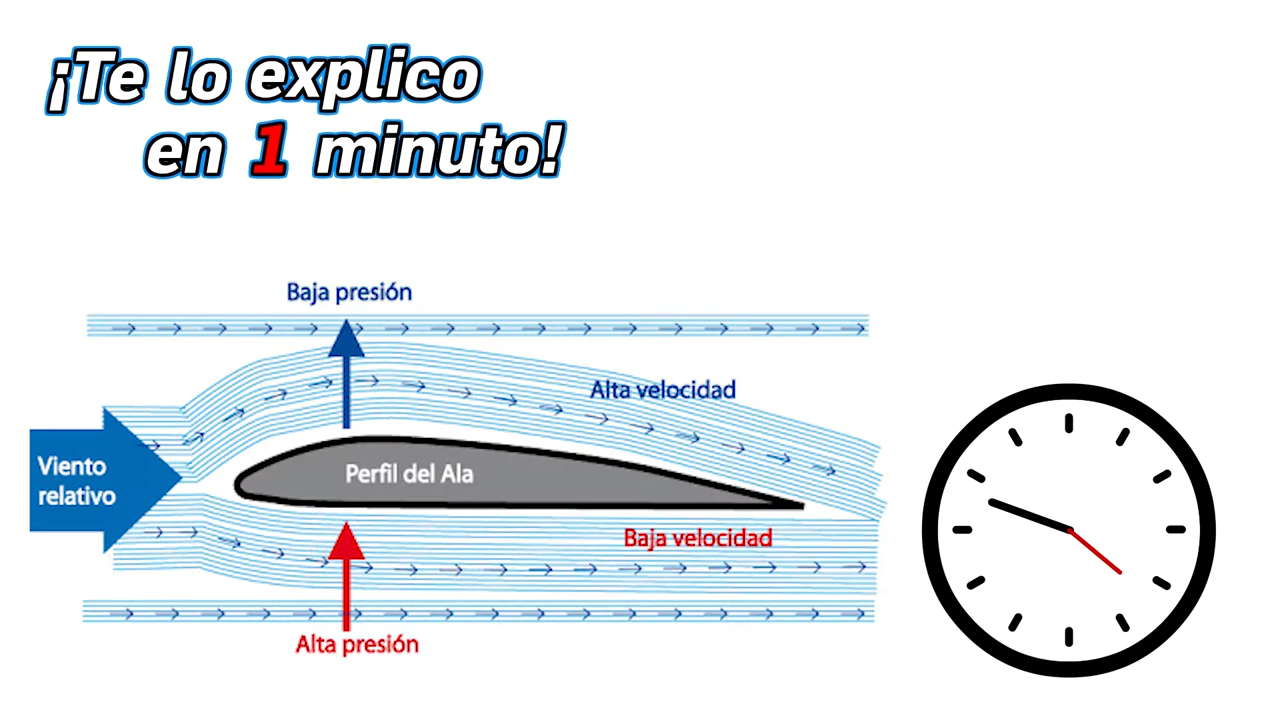 ¡Te lo explico
en 1 minuto!
Baja presión
Alta velocidad
Viento
relativo
Perfil del Ala
Baja velocidad
Alta presión